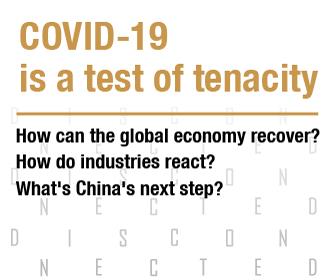 COVID-19
is a test of tenacity
D I S C O N
How can the global economy recover?
N E C T E D
How do industries react?
D I S C O N
What's China's next step?
N E C T E D
D I S C O N
N E C T E D